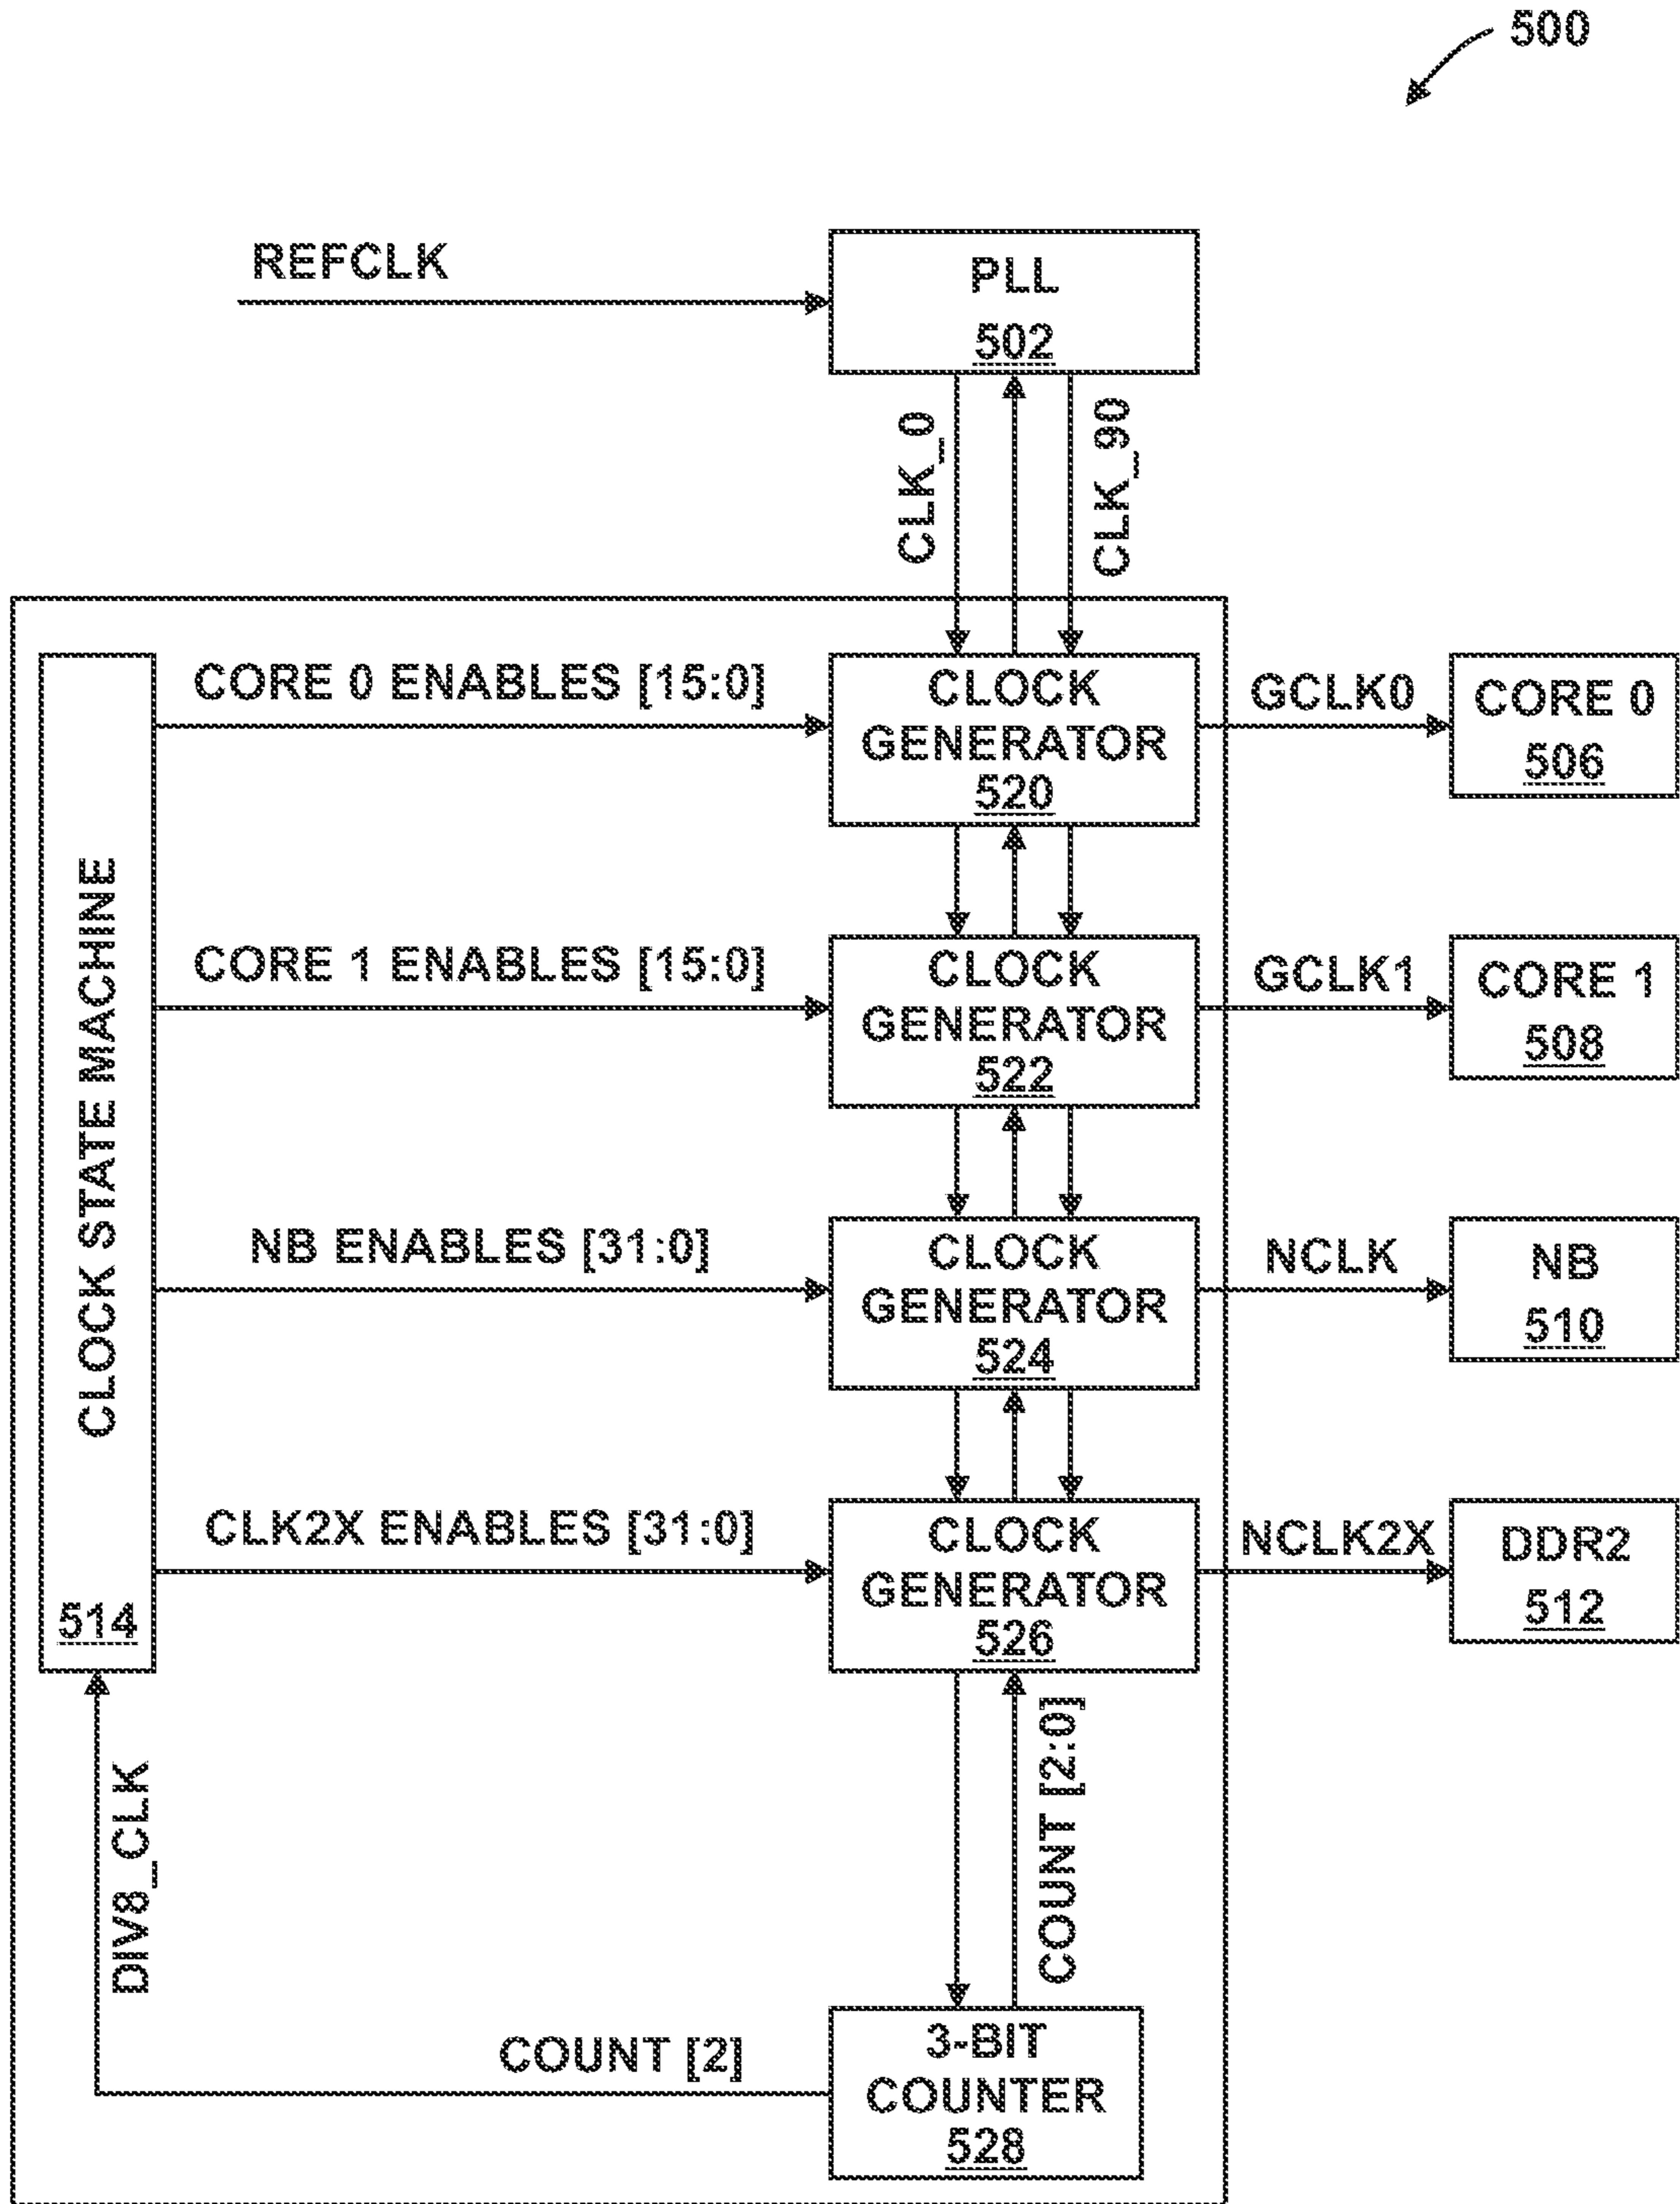 500
REFCLK
PLL
502
CLK_0
CLK_90
CORE 0 ENABLES [15:0]
CLOCK
GENERATOR
520
GCLK0
CORE 0
506
CLOCK STATE MACHINE
514
CORE 1 ENABLES [15:0]
CLOCK
GENERATOR
522
GCLK1
CORE 1
508
NB ENABLES [31:0]
CLOCK
GENERATOR
524
NCLK
NB
510
CLK2X ENABLES [31:0]
CLOCK
GENERATOR
526
NCLK2X
DDR2
512
DIV8_CLK
COUNT [2:0]
COUNT [2]
3-BIT
COUNTER
528